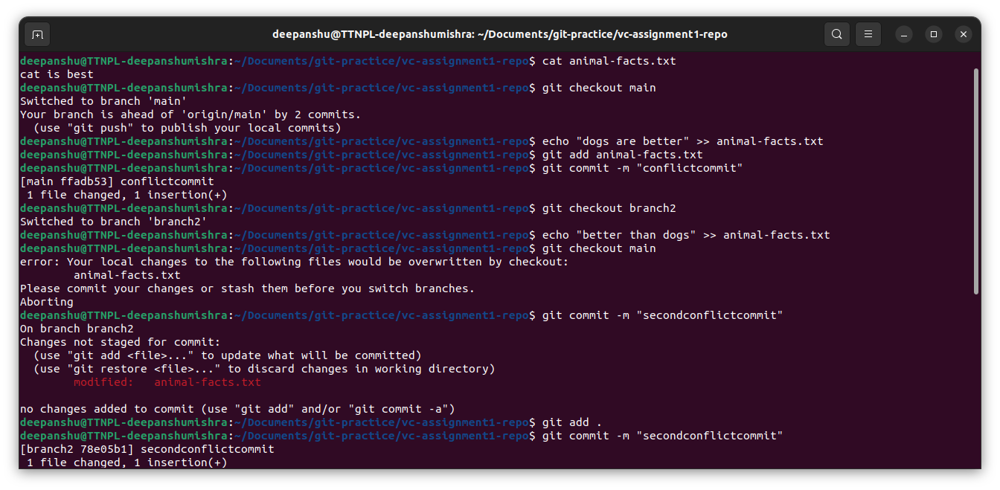 deepanshu@TTNPL-deepanshumishra: ~/Documents/git-practice/vc-assignment1-repo
deepanshu@TTNPL-deepanshumishra:~/Documents/git-practice/vc-assignment1-repo$ cat animal-facts.txt
cat is best
deepanshu@TTNPL-deepanshumishra:~/Documents/git-practice/vc-assignment1-repo$ git checkout main
Switched to branch 'main'
Your branch is ahead of 'origin/main' by 2 commits.
  (use "git push" to publish your local commits)
deepanshu@TTNPL-deepanshumishra:~/Documents/git-practice/vc-assignment1-repo$ echo "dogs are better" >> animal-facts.txt
deepanshu@TTNPL-deepanshumishra:~/Documents/git-practice/vc-assignment1-repo$ git add animal-facts.txt
deepanshu@TTNPL-deepanshumishra:~/Documents/git-practice/vc-assignment1-repo$ git commit -m "conflictcommit"
[main ffadb53] conflictcommit
 1 file changed, 1 insertion(+)
deepanshu@TTNPL-deepanshumishra:~/Documents/git-practice/vc-assignment1-repo$ git checkout branch2
Switched to branch 'branch2'
deepanshu@TTNPL-deepanshumishra:~/Documents/git-practice/vc-assignment1-repo$ echo "better than dogs" >> animal-facts.txt
deepanshu@TTNPL-deepanshumishra:~/Documents/git-practice/vc-assignment1-repo$ git checkout main
error: Your local changes to the following files would be overwritten by checkout:
        animal-facts.txt
Please commit your changes or stash them before you switch branches.
Aborting
deepanshu@TTNPL-deepanshumishra:~/Documents/git-practice/vc-assignment1-repo$ git commit -m "secondconflictcommit"
On branch branch2
Changes not staged for commit:
  (use "git add <file>..." to update what will be committed)
  (use "git restore <file>..." to discard changes in working directory)
        modified:   animal-facts.txt

no changes added to commit (use "git add" and/or "git commit -a")
deepanshu@TTNPL-deepanshumishra:~/Documents/git-practice/vc-assignment1-repo$ git add .
deepanshu@TTNPL-deepanshumishra:~/Documents/git-practice/vc-assignment1-repo$ git commit -m "secondconflictcommit"
[branch2 78e05b1] secondconflictcommit
 1 file changed, 1 insertion(+)